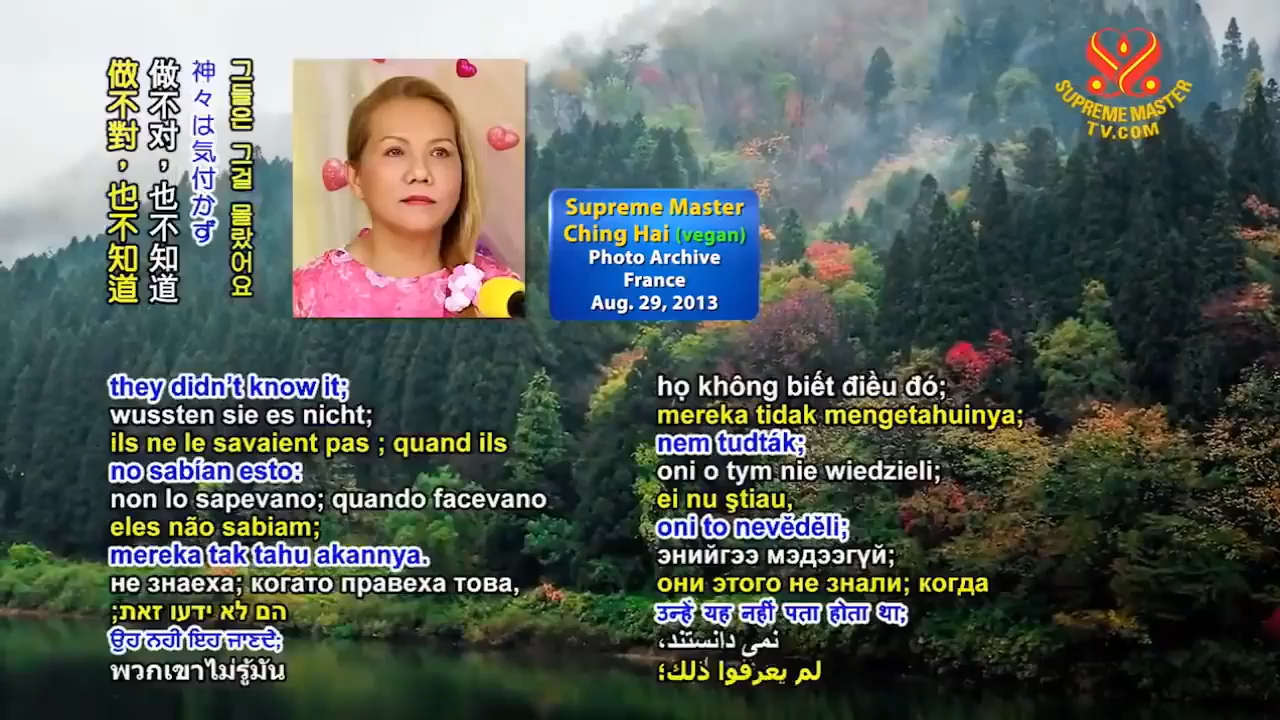 그들은 그걸 몰랐어요
神々は気付かず
做不对，也不知道
做不對，也不知道
SUPREME MASTER
TV.COM
Supreme Master
Ching Hai (vegan)
Photo Archive
France
Aug. 29, 2013
they didn't know it;
wussten sie es nicht;
ils ne le savaient pas ; quand ils
no sabían esto:
non lo sapevano; quando facevano
eles não sabiam;
mereka tak tahu akannya.
не знаеха; когато правеха това,
הם לא ידעו זאת;
ਉਹ ਨਹੀ ਇਹ ਜਾਣਦੈ;
พวกเขาไม่รู้มัน
họ không biết điều đó;
mereka tidak mengetahuinya;
nem tudták;
oni o tym nie wiedzieli;
ei nu ştiau,
oni to nevěděli;
энийгээ мэдээгүй;
они этого не знали; когда
उन्हें यह नहीं पता होता था;
نمی دانستند،
لم يعرفوا ذلك؛